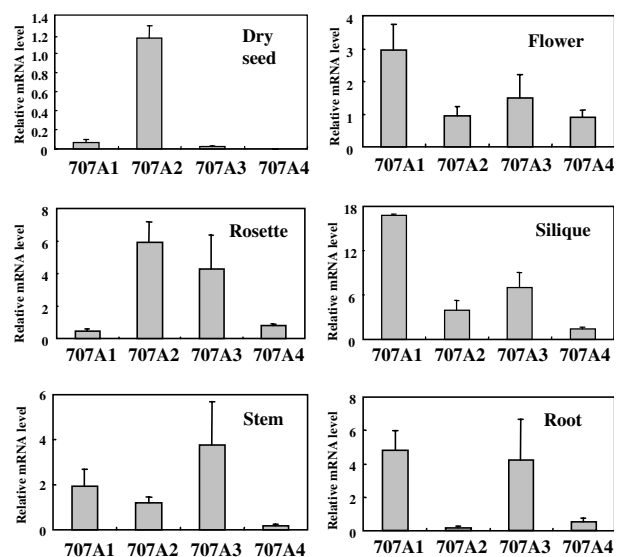 Relative mRNA level
1.4
1.2
1.0
0.8
0.6
0.4
0.2
0
Dry
seed
707A1 707A2 707A3 707A4
Relative mRNA level
4
3
2
1
0
Flower
707A1 707A2 707A3 707A4
Relative mRNA level
8
6
4
2
0
Rosette
707A1 707A2 707A3 707A4
Relative mRNA level
18
12
6
0
Silique
707A1 707A2 707A3 707A4
Relative mRNA level
6
4
2
0
Stem
707A1 707A2 707A3 707A4
Relative mRNA level
8
6
4
2
0
Root
707A1 707A2 707A3 707A4